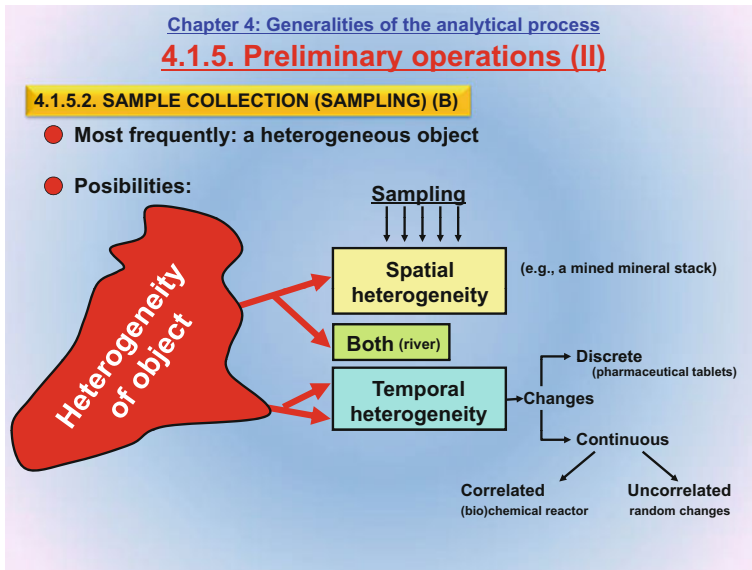 Chapter 4: Generalities of the analytical process
4.1.5. Preliminary operations (II)
4.1.5.2. SAMPLE COLLECTION (SAMPLING) (B)
Most frequently: a heterogeneous object
Posibilities:
Sampling
Heterogeneity
of object
Spatial
heterogeneity
(e.g., a mined mineral stack)
Both (river)
Temporal
heterogeneity
Changes
Discrete
(pharmaceutical tablets)
Continuous
Correlated
(bio)chemical reactor
Uncorrelated
random changes